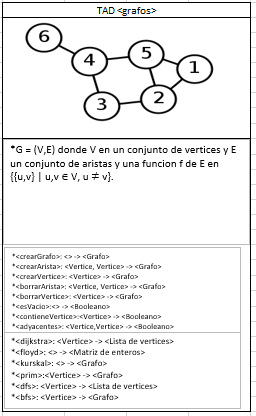 TAD <grafos>
6
4
5
1
3
2
*G = (V,E) donde V en un conjunto de vertices y E
un conjunto de aristas y una funcion f de E en
{{u,v} | u,v ∈ V, u ≠ v}.
*<crearGrafo>: <> -> <Grafo>
*<crearArista>: <Vertice, Vertice> -> <Grafo>
*<crearVertice>: <Vertice> -> <Grafo>
*<borrarArista>: <Vertice, Vertice> -> <Grafo>
*<borrarVertice>: <Vertice> -> <Grafo>
*<esVacio>:<> -> <Booleano>
*<contieneVertice>:<Vertice> -> <Booleano>
*<adyacentes>: <Vertice,Vertice> -> <Booleano>
*<dijkstra>: <Vertice> -> <Lista de vertices>
*<floyd>: <> -> <Matriz de enteros>
*<kurskal>: <> -> <Grafo>
*<prim>:<Vertice> -> <Grafo>
*<dfs>: <Vertice> -> <Lista de vertices>
*<bfs>: <Vertice> -> <Grafo>